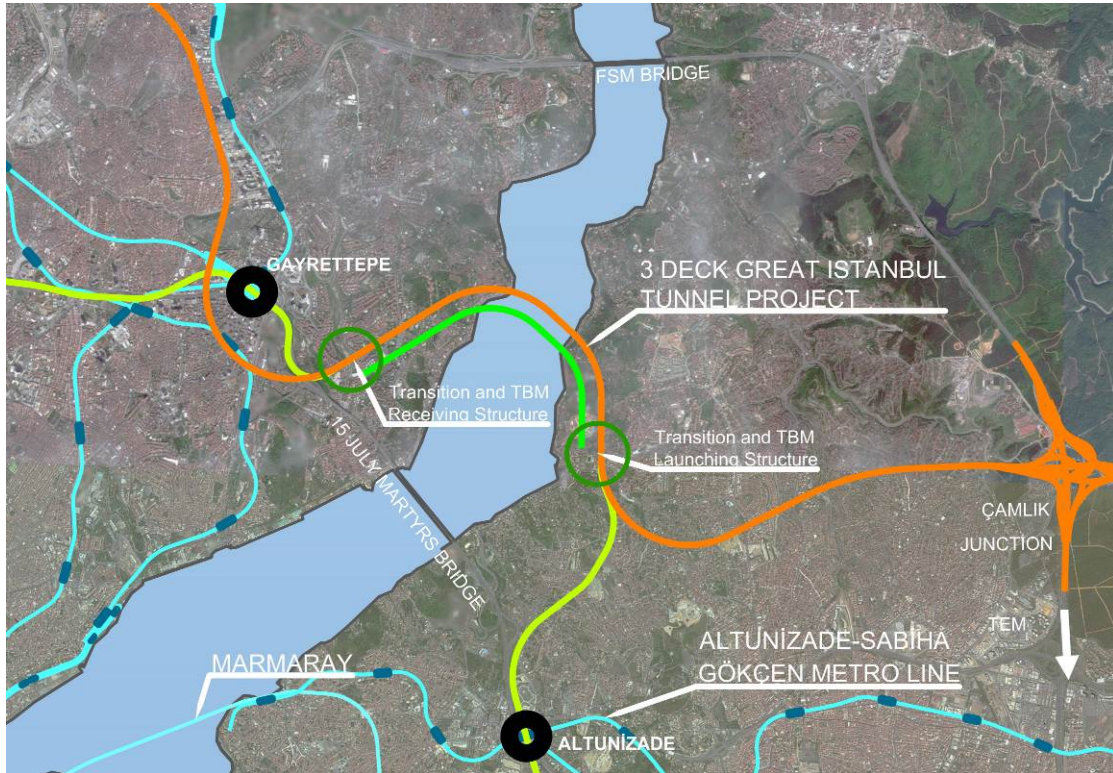 FSM BRIDGE
GAYRETTEPE
3 DECK GREAT ISTANBUL
TUNNEL PROJECT
Transition and TBM
Receiving Structure
15 JULY MARTYRS BRIDGE
Transition and TBM
Launching Structure
ÇAMLIK
JUNCTION
TEM
MARMARAY
ALTUNİZADE-SABİHA
GÖKÇEN METRO LINE
ALTUNİZADE